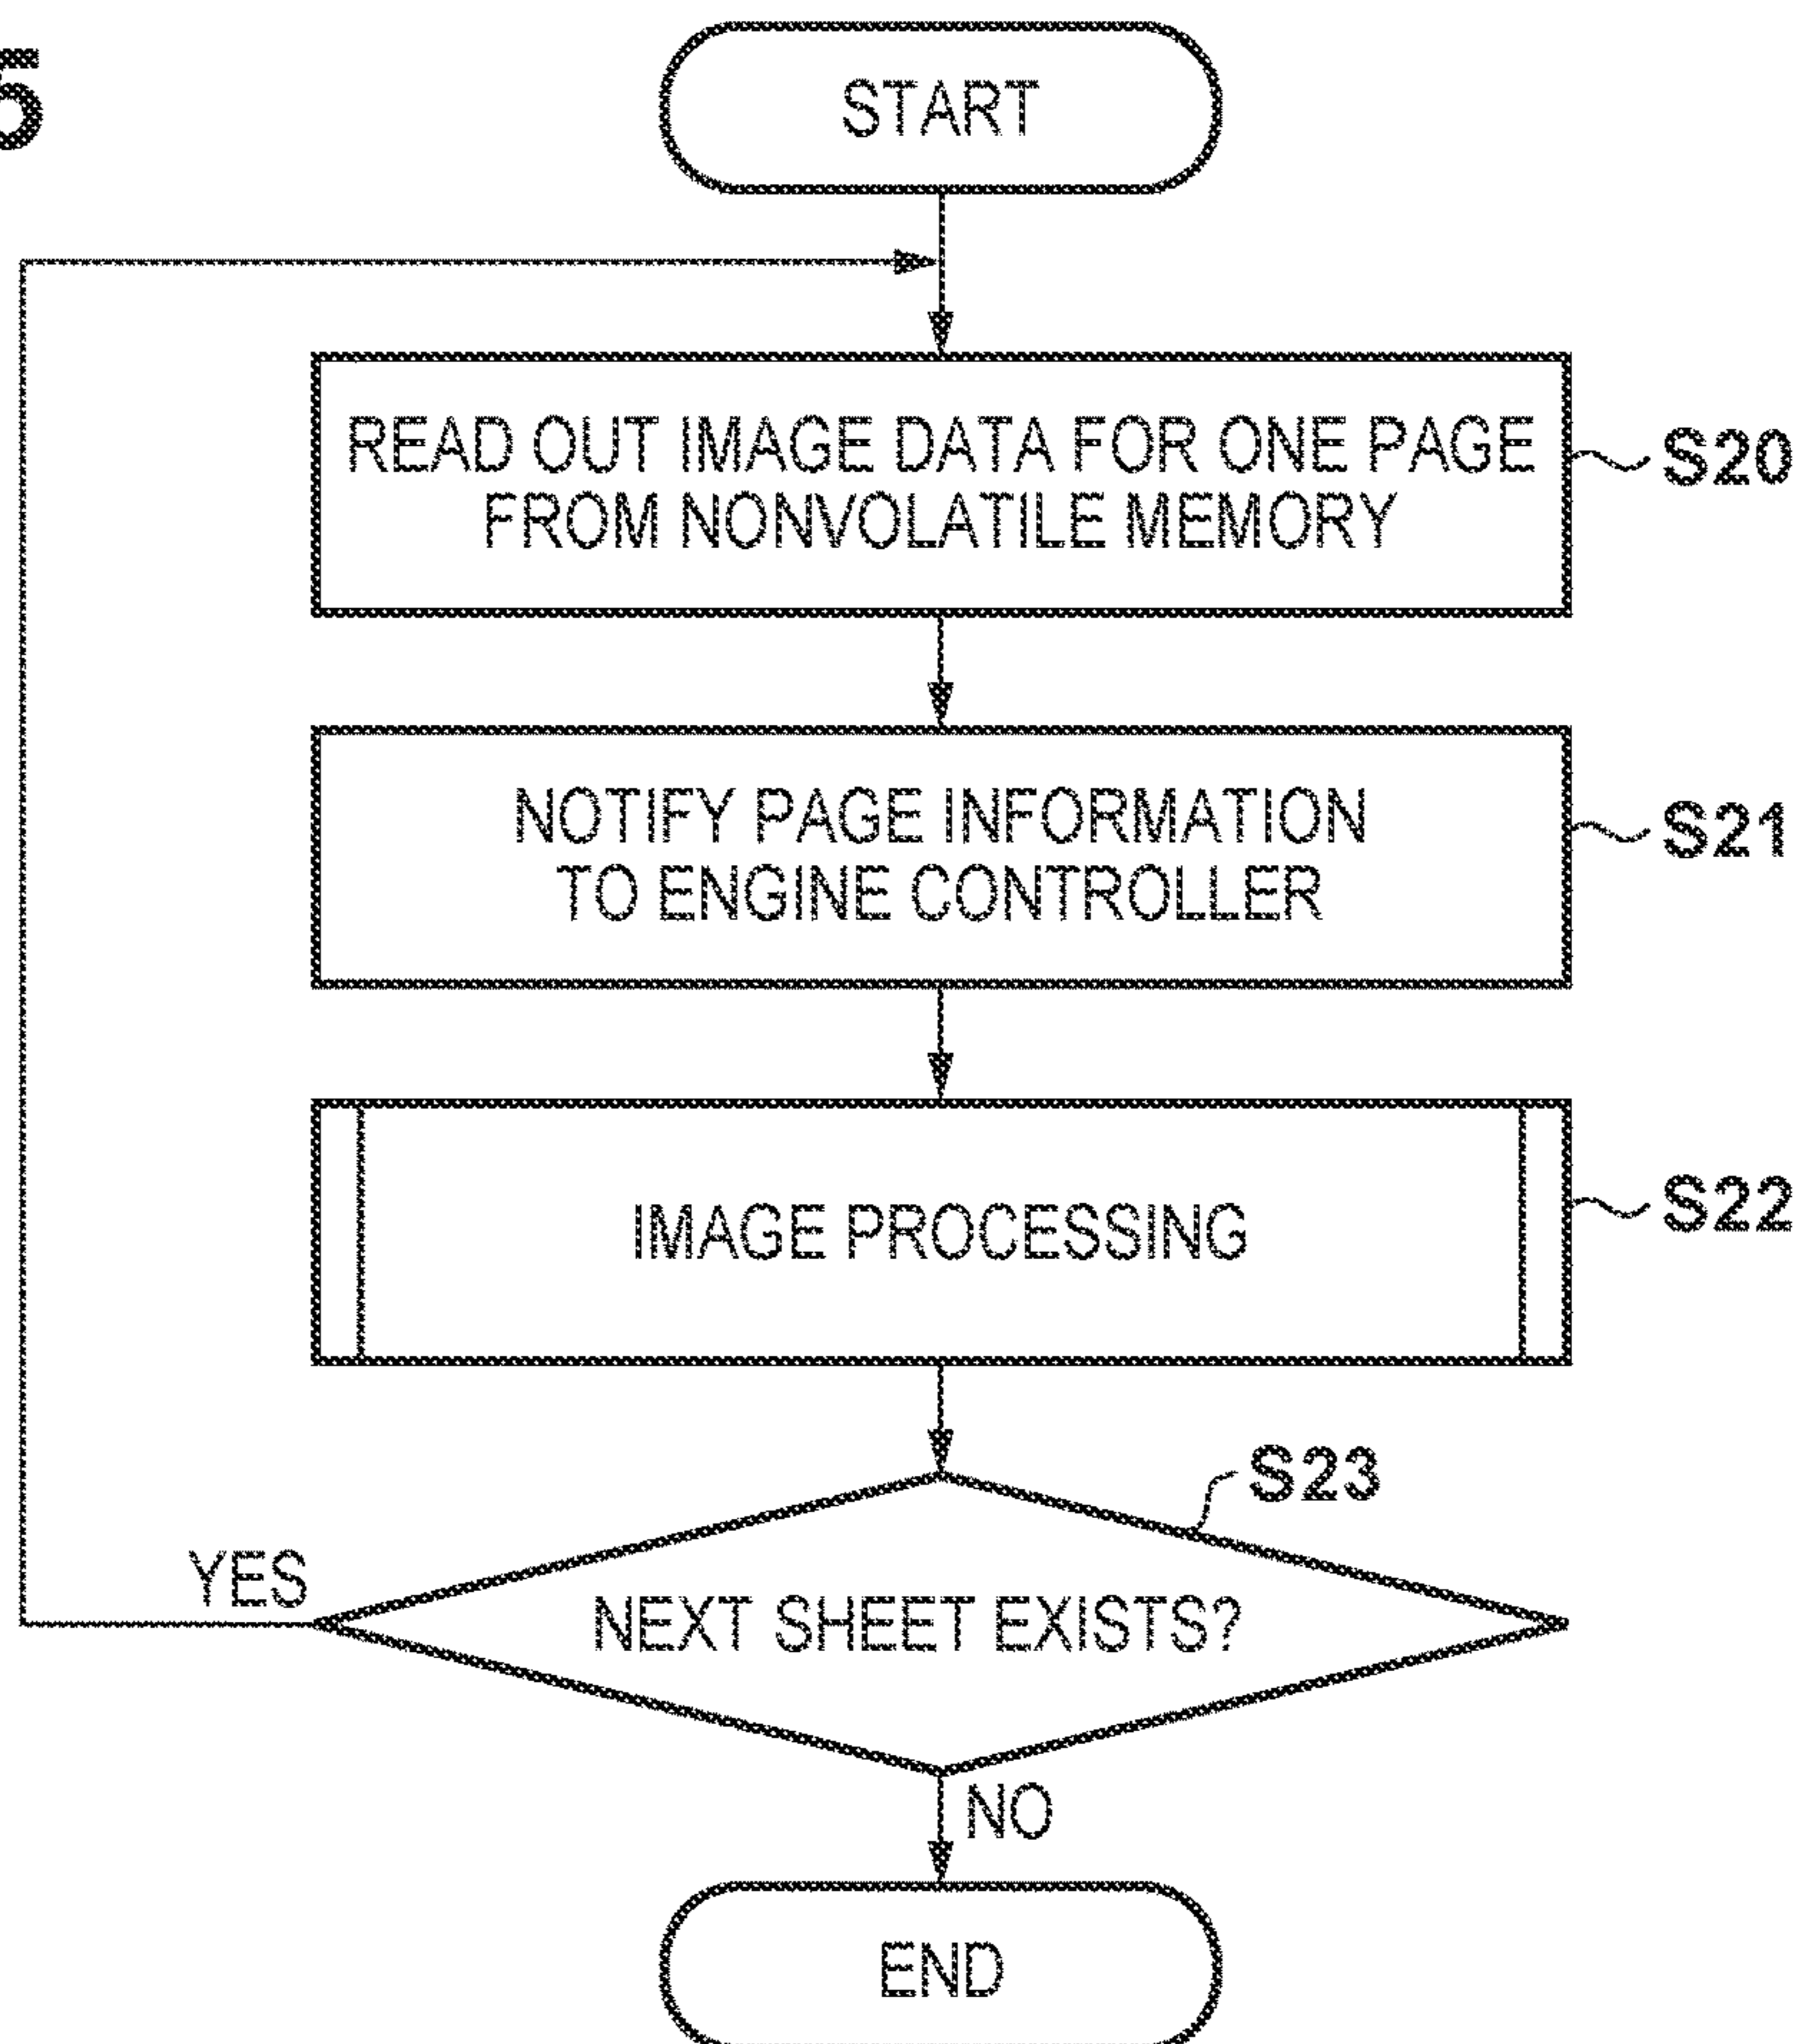 5
START
READ OUT IMAGE DATA FOR ONE PAGE
FROM NONVOLATILE MEMORY
S20
NOTIFY PAGE INFORMATION
TO ENGINE CONTROLLER
S21
IMAGE PROCESSING
S22
S23
NEXT SHEET EXISTS?
YES
NO
END